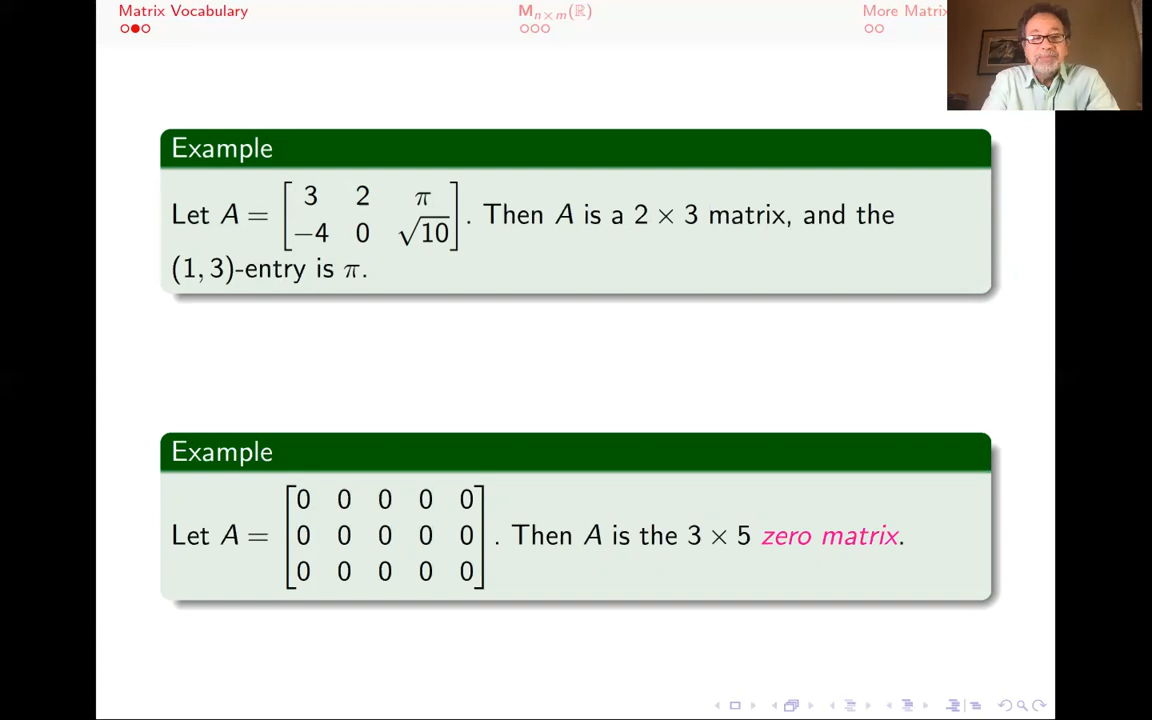 Matrix Vocabulary
M_{n×m}(ℝ)
More Matrix
Example
Let A = [3 2 π; −4 0 √10]. Then A is a 2 × 3 matrix, and the
(1, 3)-entry is π.
Example
Let A = [0 0 0 0 0; 0 0 0 0 0; 0 0 0 0 0]. Then A is the 3 × 5 zero matrix.